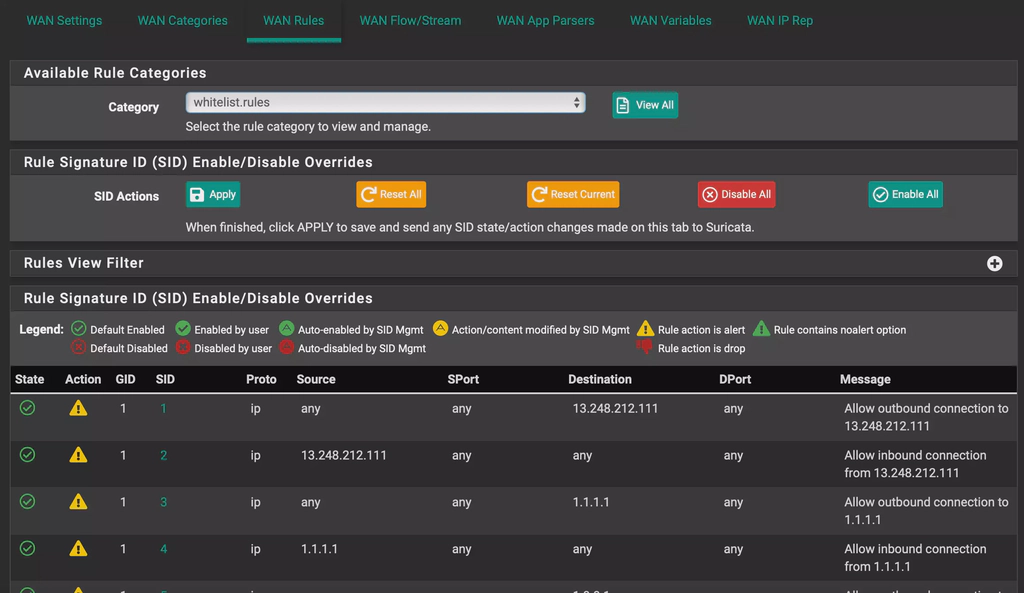 WAN Settings WAN Categories WAN Rules WAN Flow/Stream WAN App Parsers WAN Variables WAN IP Rep
Available Rule Categories
Category whitelist.rules View All
Select the rule category to view and manage.
Rule Signature ID (SID) Enable/Disable Overrides
SID Actions Apply Reset All Reset Current Disable All Enable All
When finished, click APPLY to save and send any SID state/action changes made on this tab to Suricata.
Rules View Filter
Rule Signature ID (SID) Enable/Disable Overrides
Legend: Default Enabled Enabled by user Auto-enabled by SID Mgmt Action/content modified by SID Mgmt Rule action is alert Rule contains noalert option
Default Disabled Disabled by user Auto-disabled by SID Mgmt Rule action is drop
State Action GID SID Proto Source SPort Destination DPort Message
1 1 ip any any 13.248.212.111 any Allow outbound connection to
13.248.212.111
1 2 ip 13.248.212.111 any any any Allow inbound connection
from 13.248.212.111
1 3 ip any any 1.1.1.1 any Allow outbound connection to
1.1.1.1
1 4 ip 1.1.1.1 any any any Allow inbound connection
from 1.1.1.1